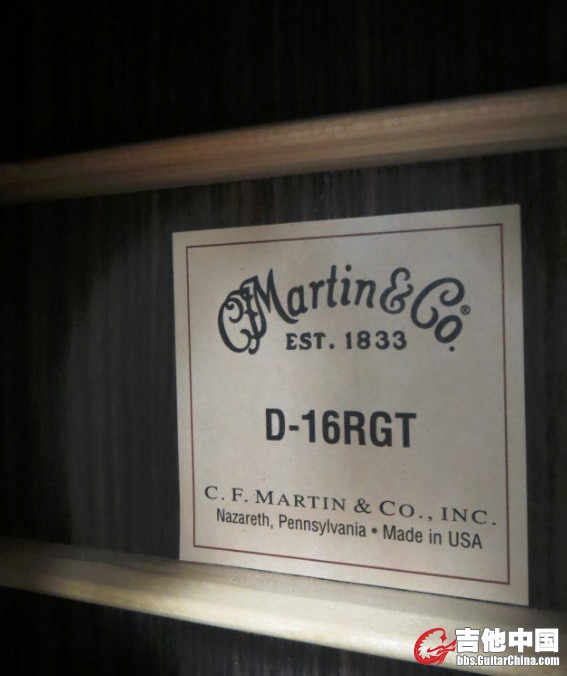 CFMartin & Co.®
EST. 1833
D-16RGT
C. F. MARTIN & CO., INC.
Nazareth, Pennsylvania • Made in USA
吉他中国
bbs.GuitarChina.com